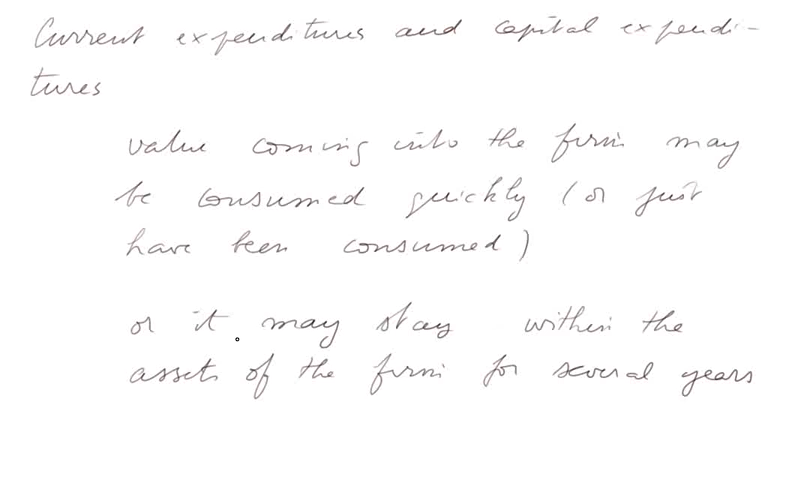 Current expenditures and capital expendi-
tures
value coming into the firm may
be consumed quickly (or just
have been consumed)
or it may stay within the
assets of the firm for several years